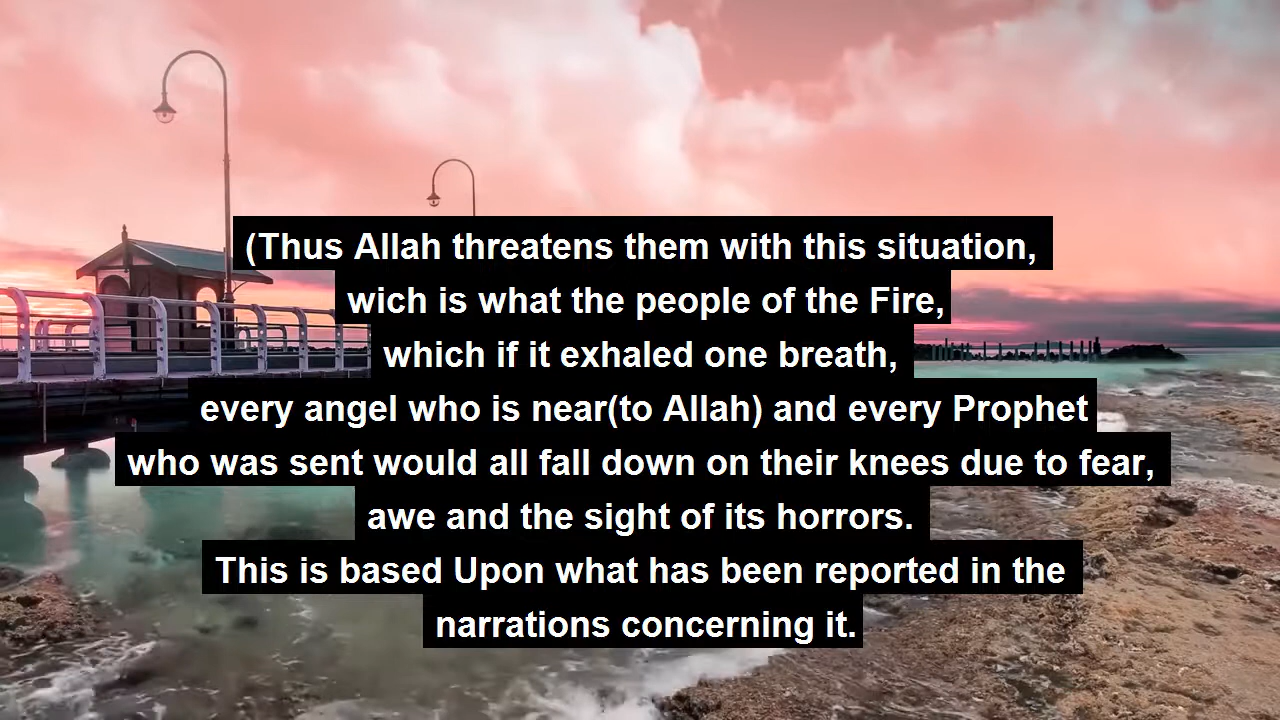 (Thus Allah threatens them with this situation,
wich is what the people of the Fire,
which if it exhaled one breath,
every angel who is near(to Allah) and every Prophet
who was sent would all fall down on their knees due to fear,
awe and the sight of its horrors.
This is based Upon what has been reported in the
narrations concerning it.